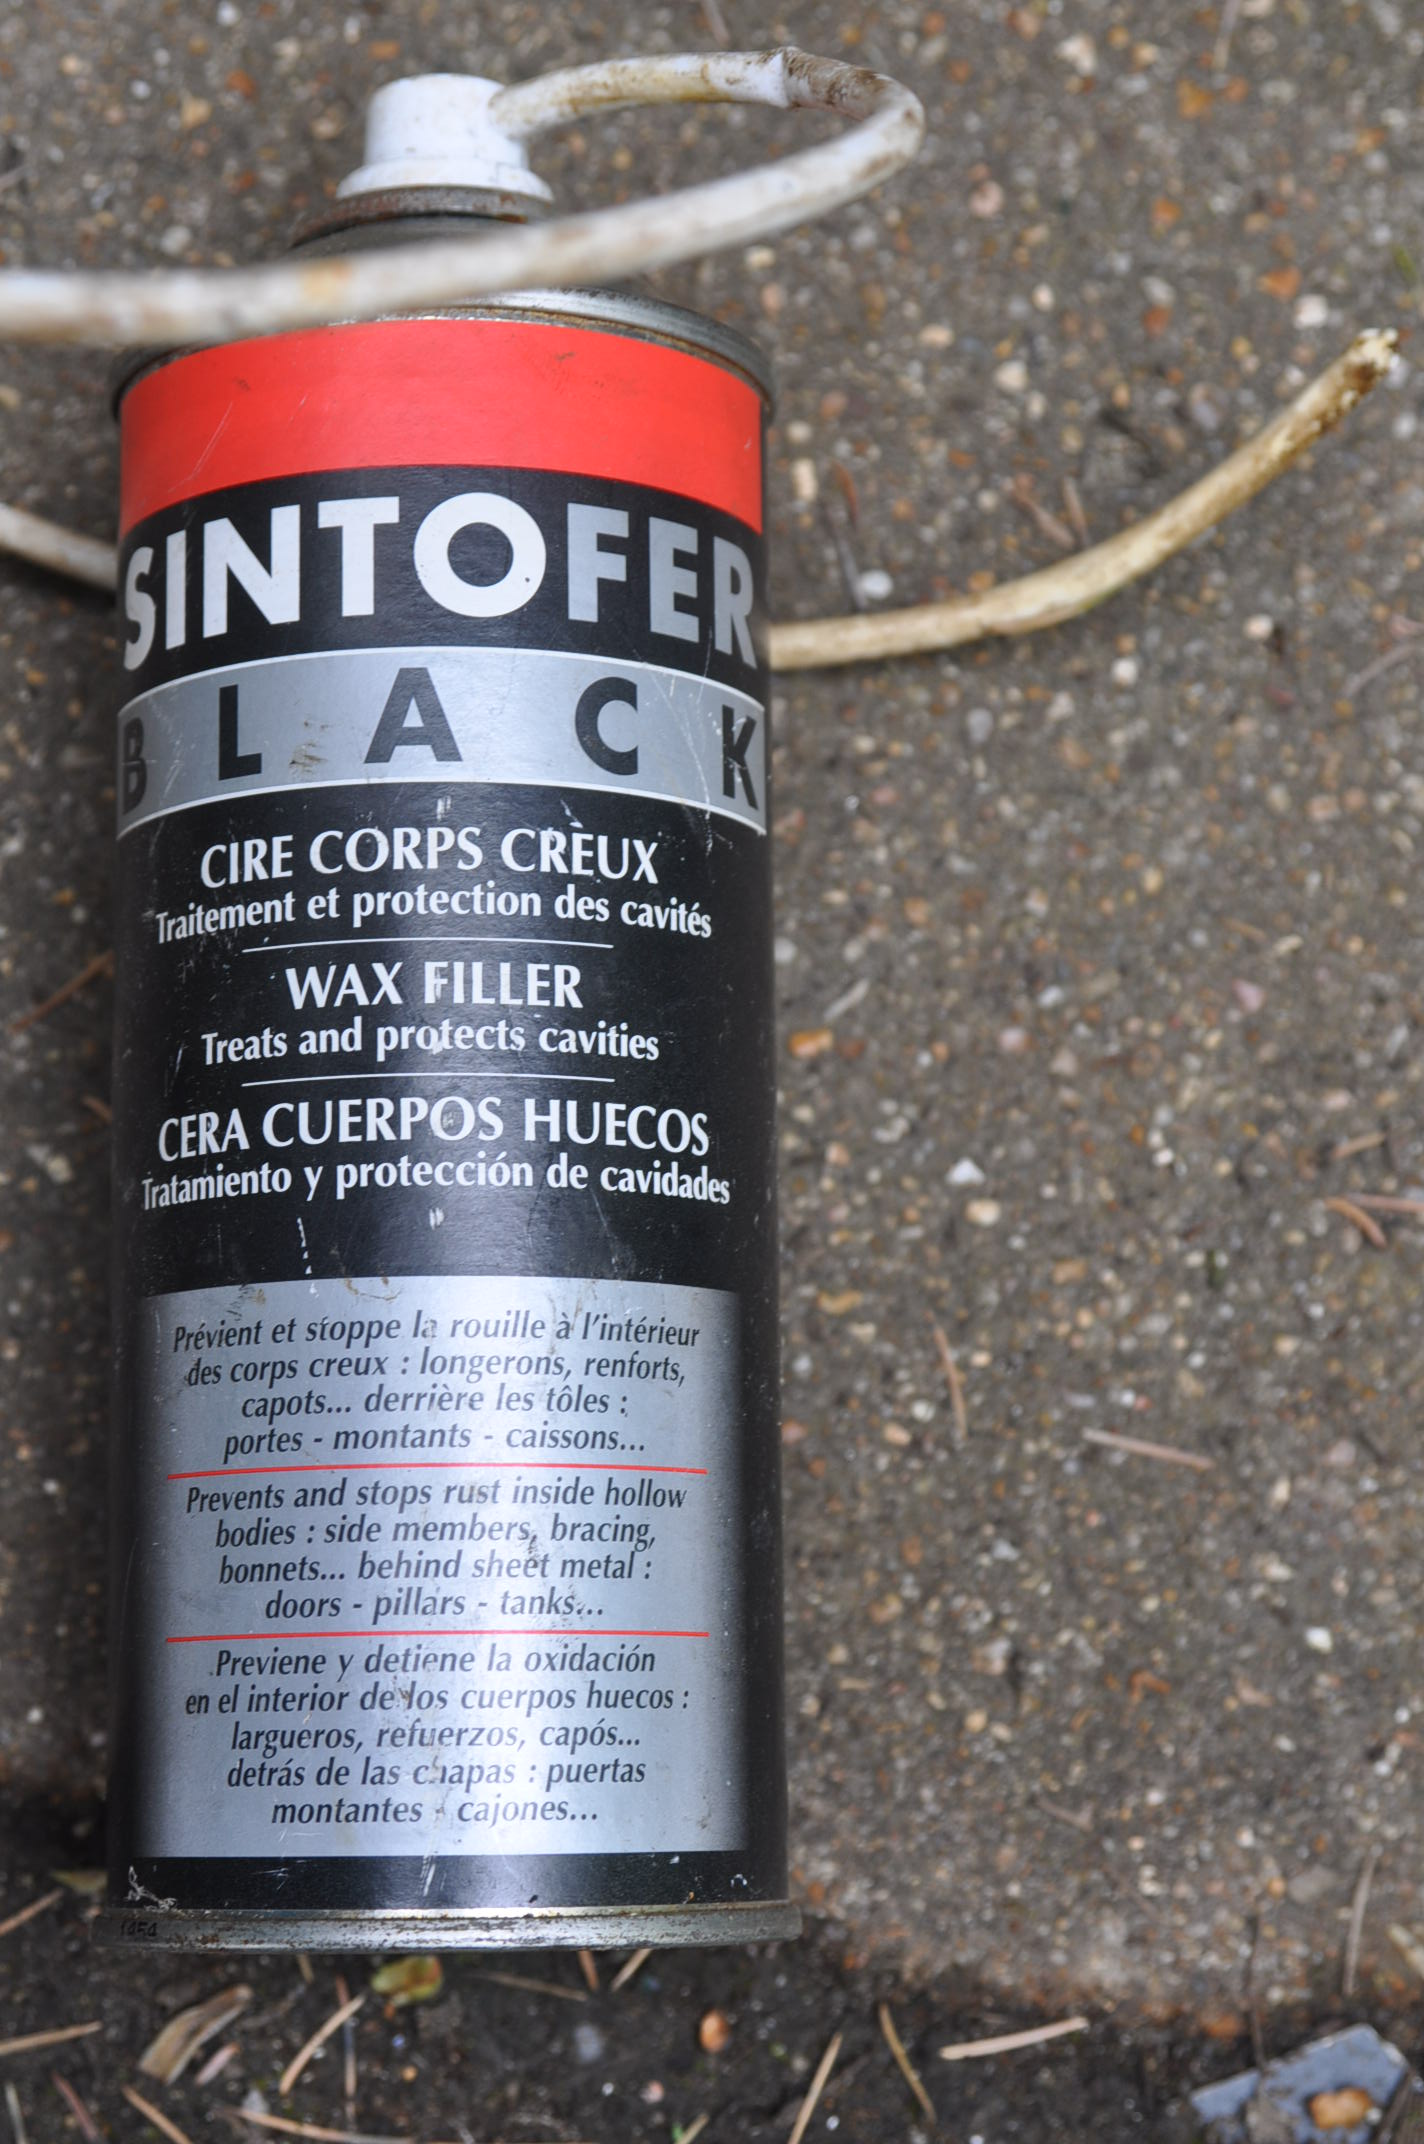 SINTOFER
BLACK
CIRE CORPS CREUX
Traitement et protection des cavités
WAX FILLER
Treats and protects cavities
CERA CUERPOS HUECOS
Tratamiento y protección de cavidades
Prévient et stoppe la rouille à l'intérieur
des corps creux : longerons, renforts,
capots... derrière les tôles :
portes - montants - caissons...
Prevents and stops rust inside hollow
bodies : side members, bracing,
bonnets... behind sheet metal :
doors - pillars - tanks...
Previene y detiene la oxidación
en el interior de los cuerpos huecos :
largueros, refuerzos, capós...
detrás de las chapas : puertas
montantes - cajones...
1454